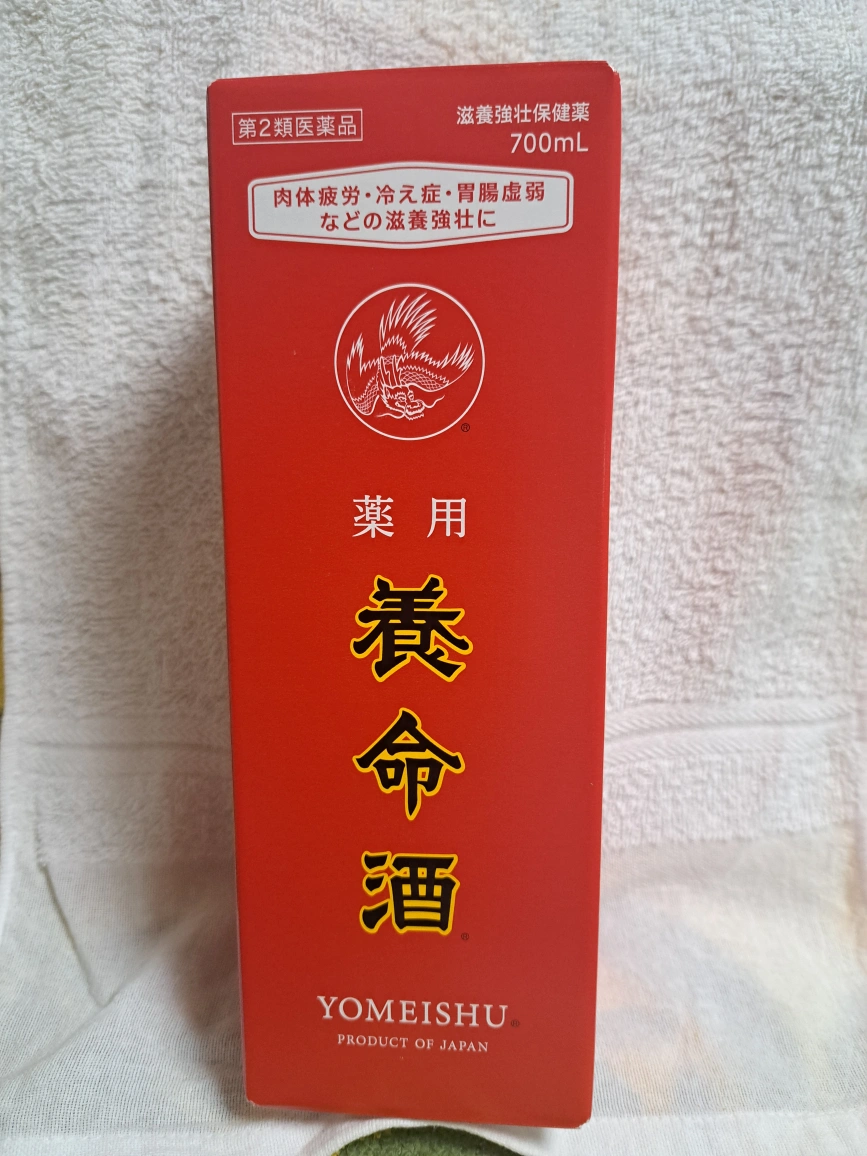 第2類医薬品
滋養強壮保健薬
700mL
肉体疲労・冷え症・胃腸虚弱
などの滋養強壮に
®
薬用
養
命
酒
®
YOMEISHU®
PRODUCT OF JAPAN